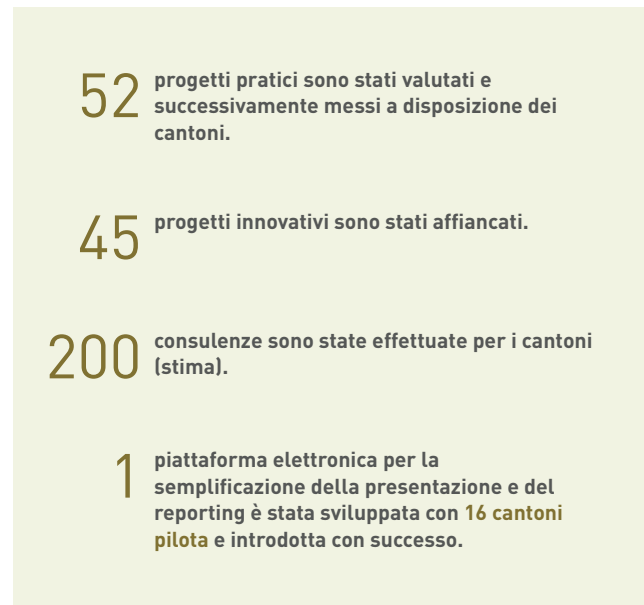 52 progetti pratici sono stati valutati e
successivamente messi a disposizione dei
cantoni.
45 progetti innovativi sono stati affiancati.
200 consulenze sono state effettuate per i cantoni
(stima).
1 piattaforma elettronica per la
semplificazione della presentazione e del
reporting è stata sviluppata con 16 cantoni
pilota e introdotta con successo.